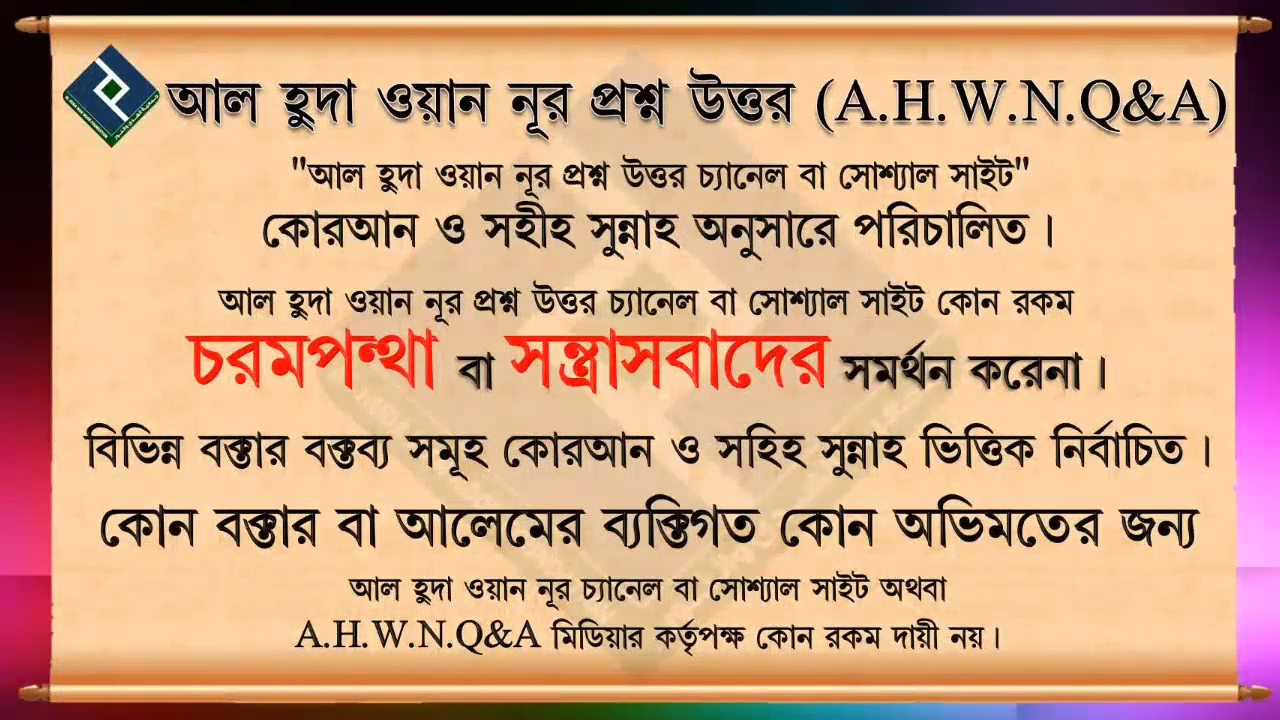 আল হুদা ওয়ান নূর প্রশ্ন উত্তর (A.H.W.N.Q&A)
"আল হুদা ওয়ান নূর প্রশ্ন উত্তর চ্যানেল বা সোশ্যাল সাইট"
কোরআন ও সহীহ সুন্নাহ অনুসারে পরিচালিত।
আল হুদা ওয়ান নূর প্রশ্ন উত্তর চ্যানেল বা সোশ্যাল সাইট কোন রকম
চরমপন্থা বা সন্ত্রাসবাদের সমর্থন করেনা।
বিভিন্ন বক্তার বক্তব্য সমূহ কোরআন ও সহিহ সুন্নাহ ভিত্তিক নির্বাচিত।
কোন বক্তার বা আলেমের ব্যক্তিগত কোন অভিমতের জন্য
আল হুদা ওয়ান নূর চ্যানেল বা সোশ্যাল সাইট অথবা
A.H.W.N.Q&A মিডিয়ার কর্তৃপক্ষ কোন রকম দায়ী নয়।